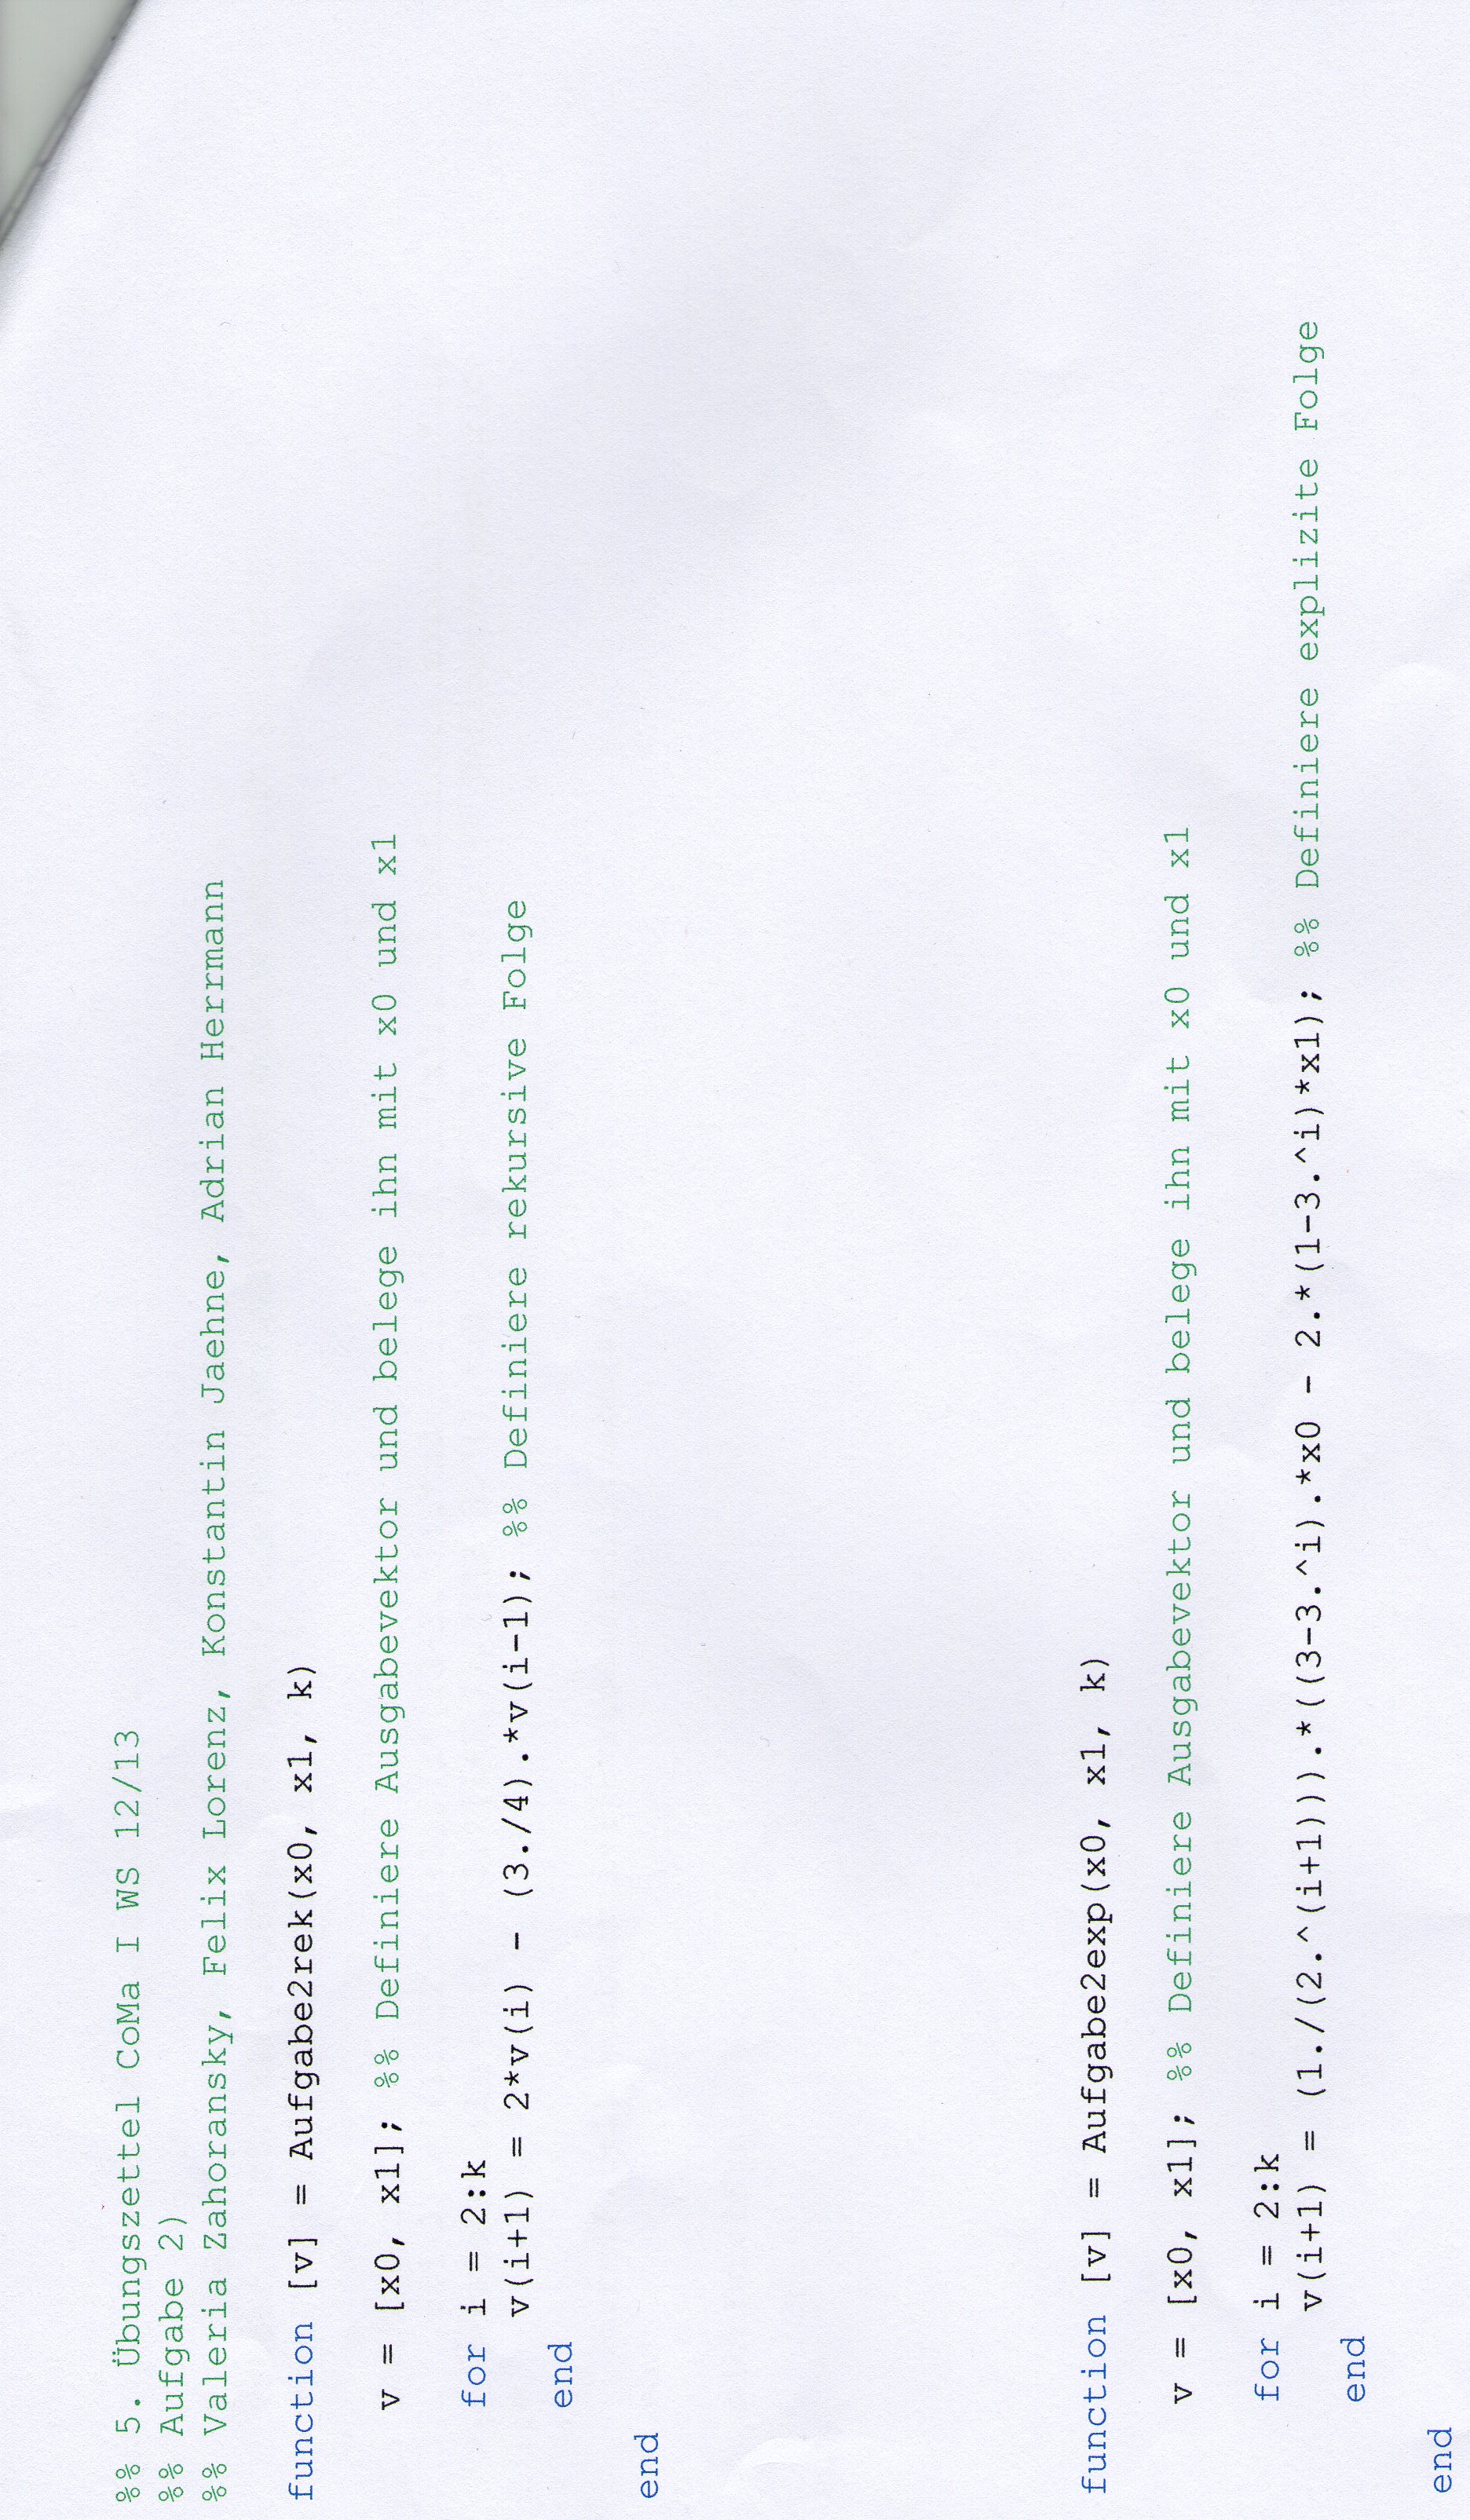 %% 5. Übungszettel CoMa I WS 12/13
%% Aufgabe 2)
%% Valeria Zahoransky, Felix Lorenz, Konstantin Jaehne, Adrian Herrmann
function [v] = Aufgabe2rek(x0, x1, k)
v = [x0, x1]; %% Definiere Ausgabevektor und belege ihn mit x0 und x1
for i = 2:k
v(i+1) = 2*v(i) - (3./4).*v(i-1); %% Definiere rekursive Folge
end
end
function [v] = Aufgabe2exp(x0, x1, k)
v = [x0, x1]; %% Definiere Ausgabevektor und belege ihn mit x0 und x1
for i = 2:k
v(i+1) = (1./(2.^(i+1))).*((3-3.^i).*x0 - 2.*(1-3.^i)*x1); %% Definiere explizite Folge
end
end